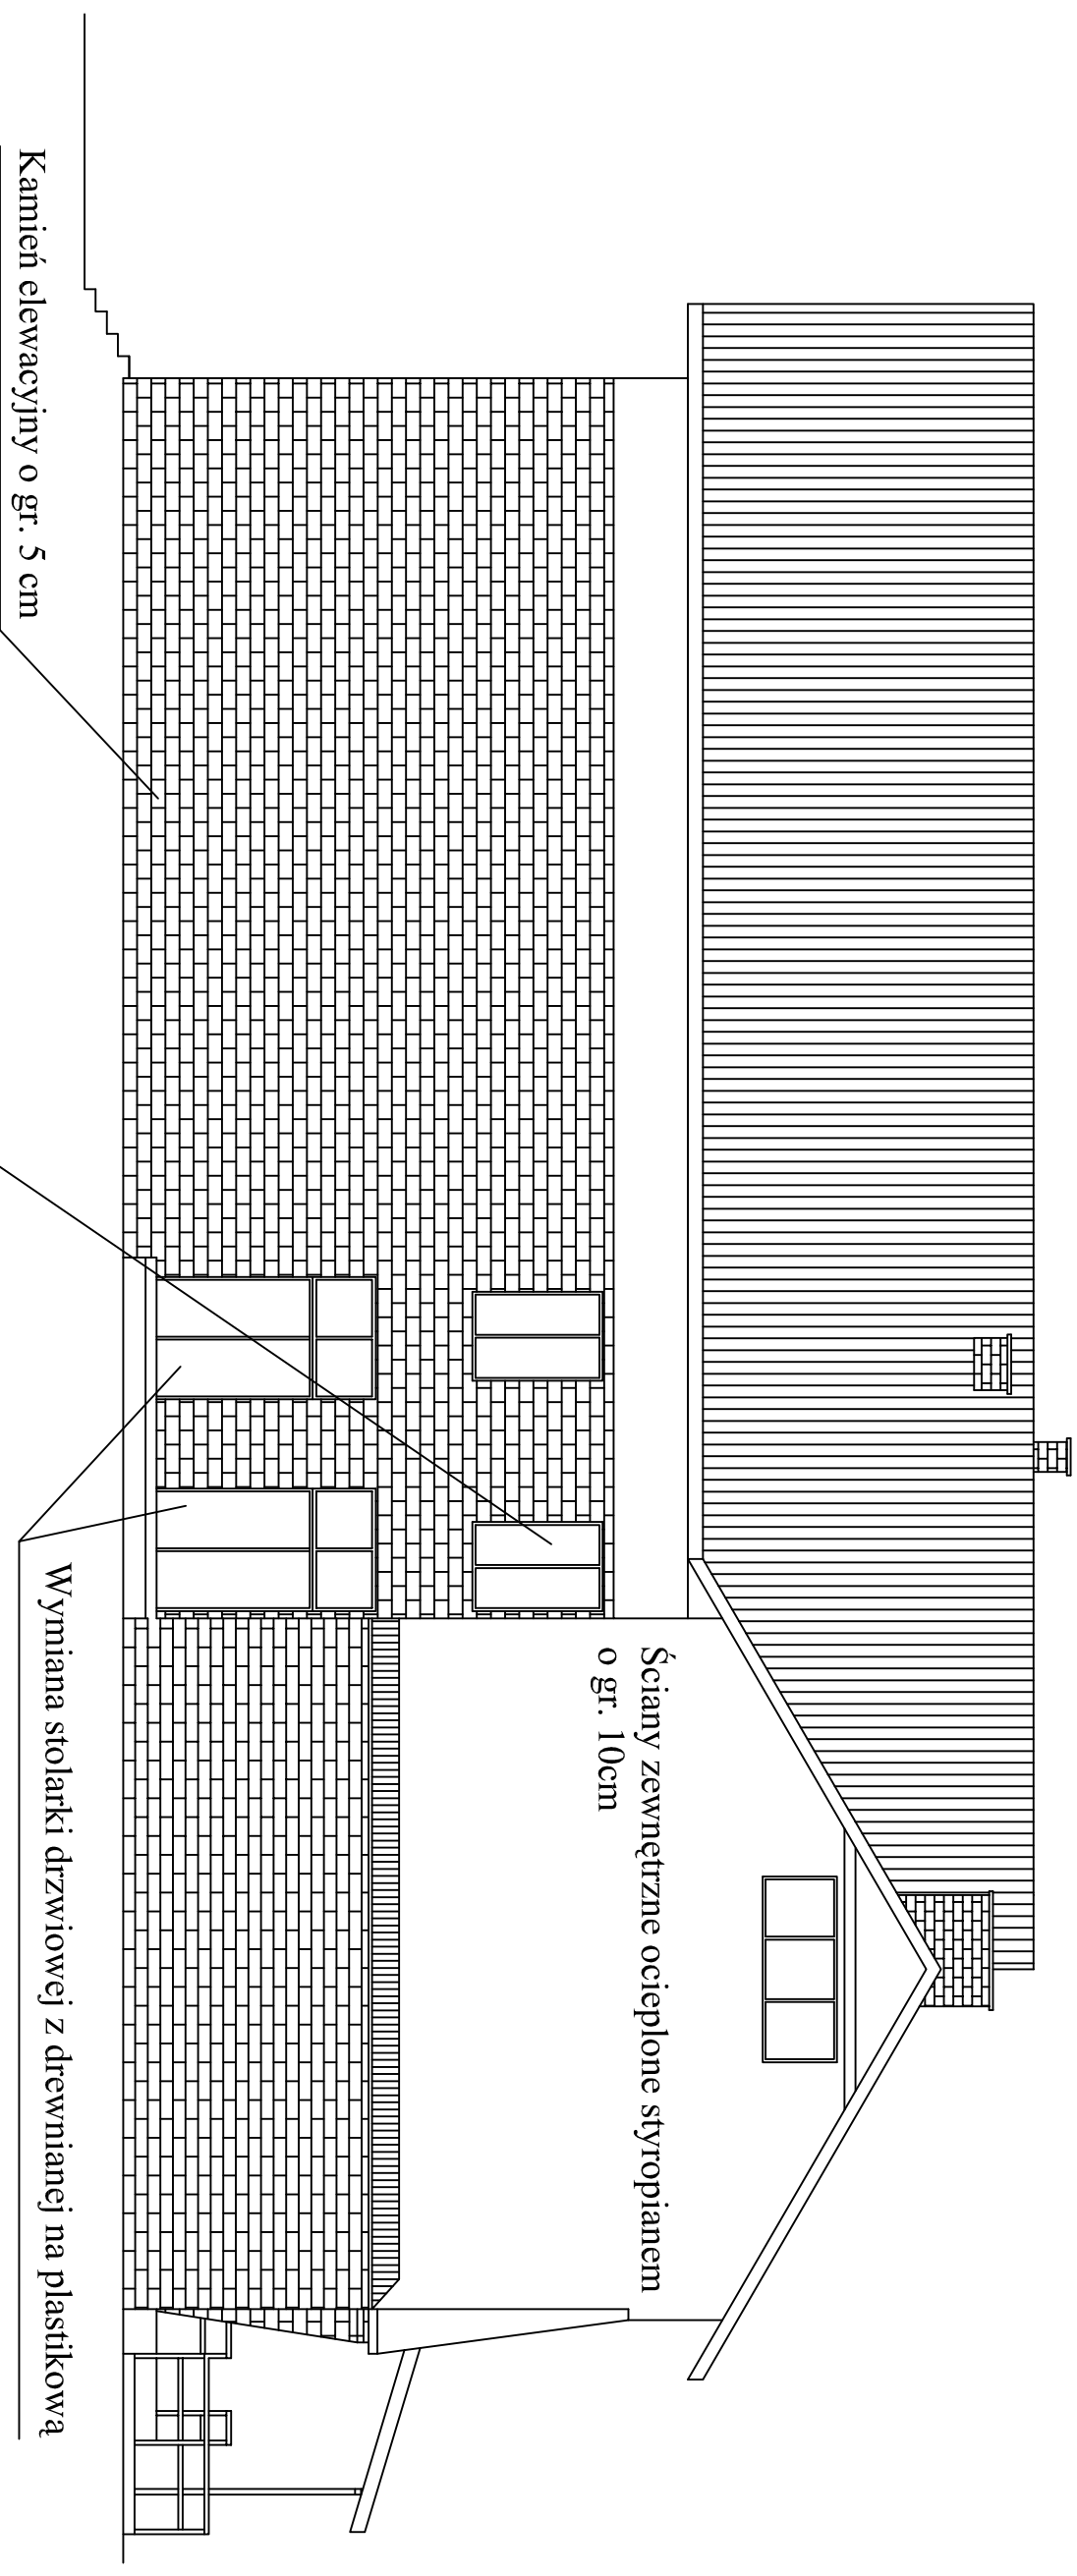 Ściany zewnętrzne ocieplone styropianem
o gr. 10cm
Kamień elewacyjny o gr. 5 cm
Wymiana stolarki drzwiowej z drewnianej na plastikową